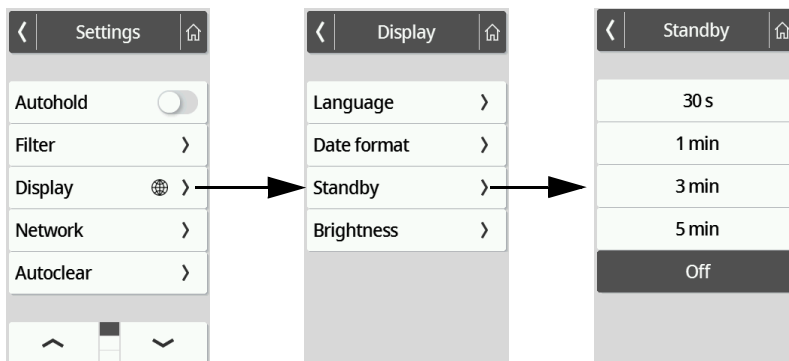 Settings
Autohold
Filter
Display
Network
Autoclear
Display
Language
Date format
Standby
Brightness
Standby
30 s
1 min
3 min
5 min
Off